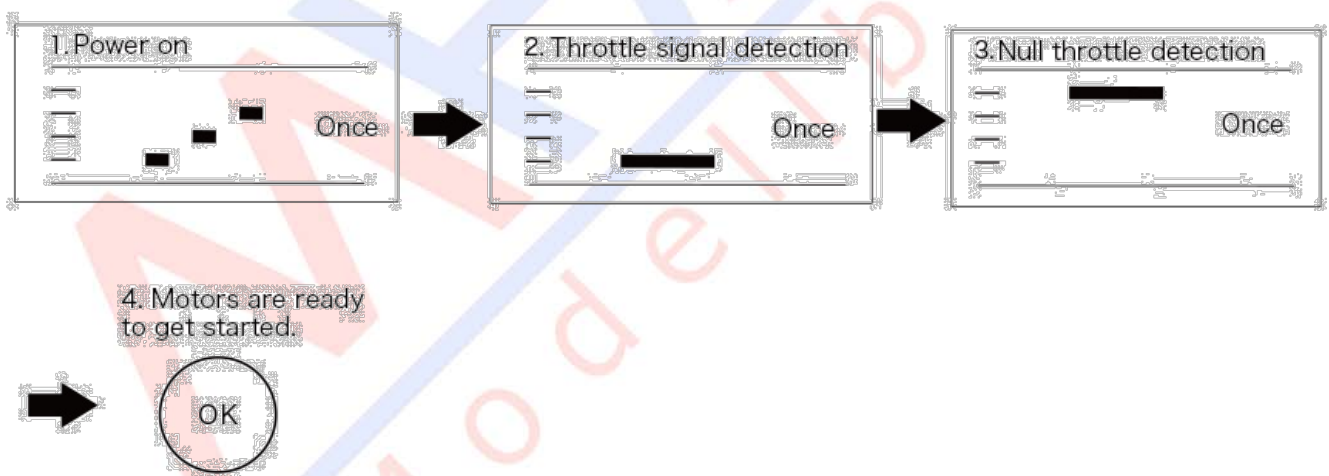 1. Power on
Once
2. Throttle signal detection
Once
3.Null throttle detection
Once
4. Motors are ready
to get started.
OK
Modelb